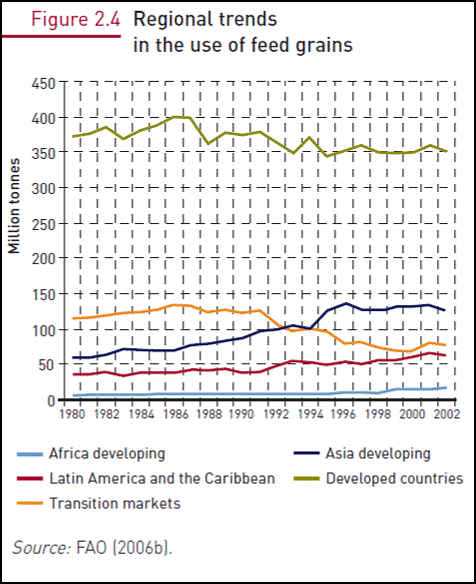 Figure 2.4 Regional trends
in the use of feed grains
Million tonnes
450
400
350
300
250
200
150
100
50
0
1980 1982 1984 1986 1988 1990 1992 1994 1996 1998 2000 2002
Africa developing Asia developing
Latin America and the Caribbean Developed countries
Transition markets
Source: FAO (2006b).